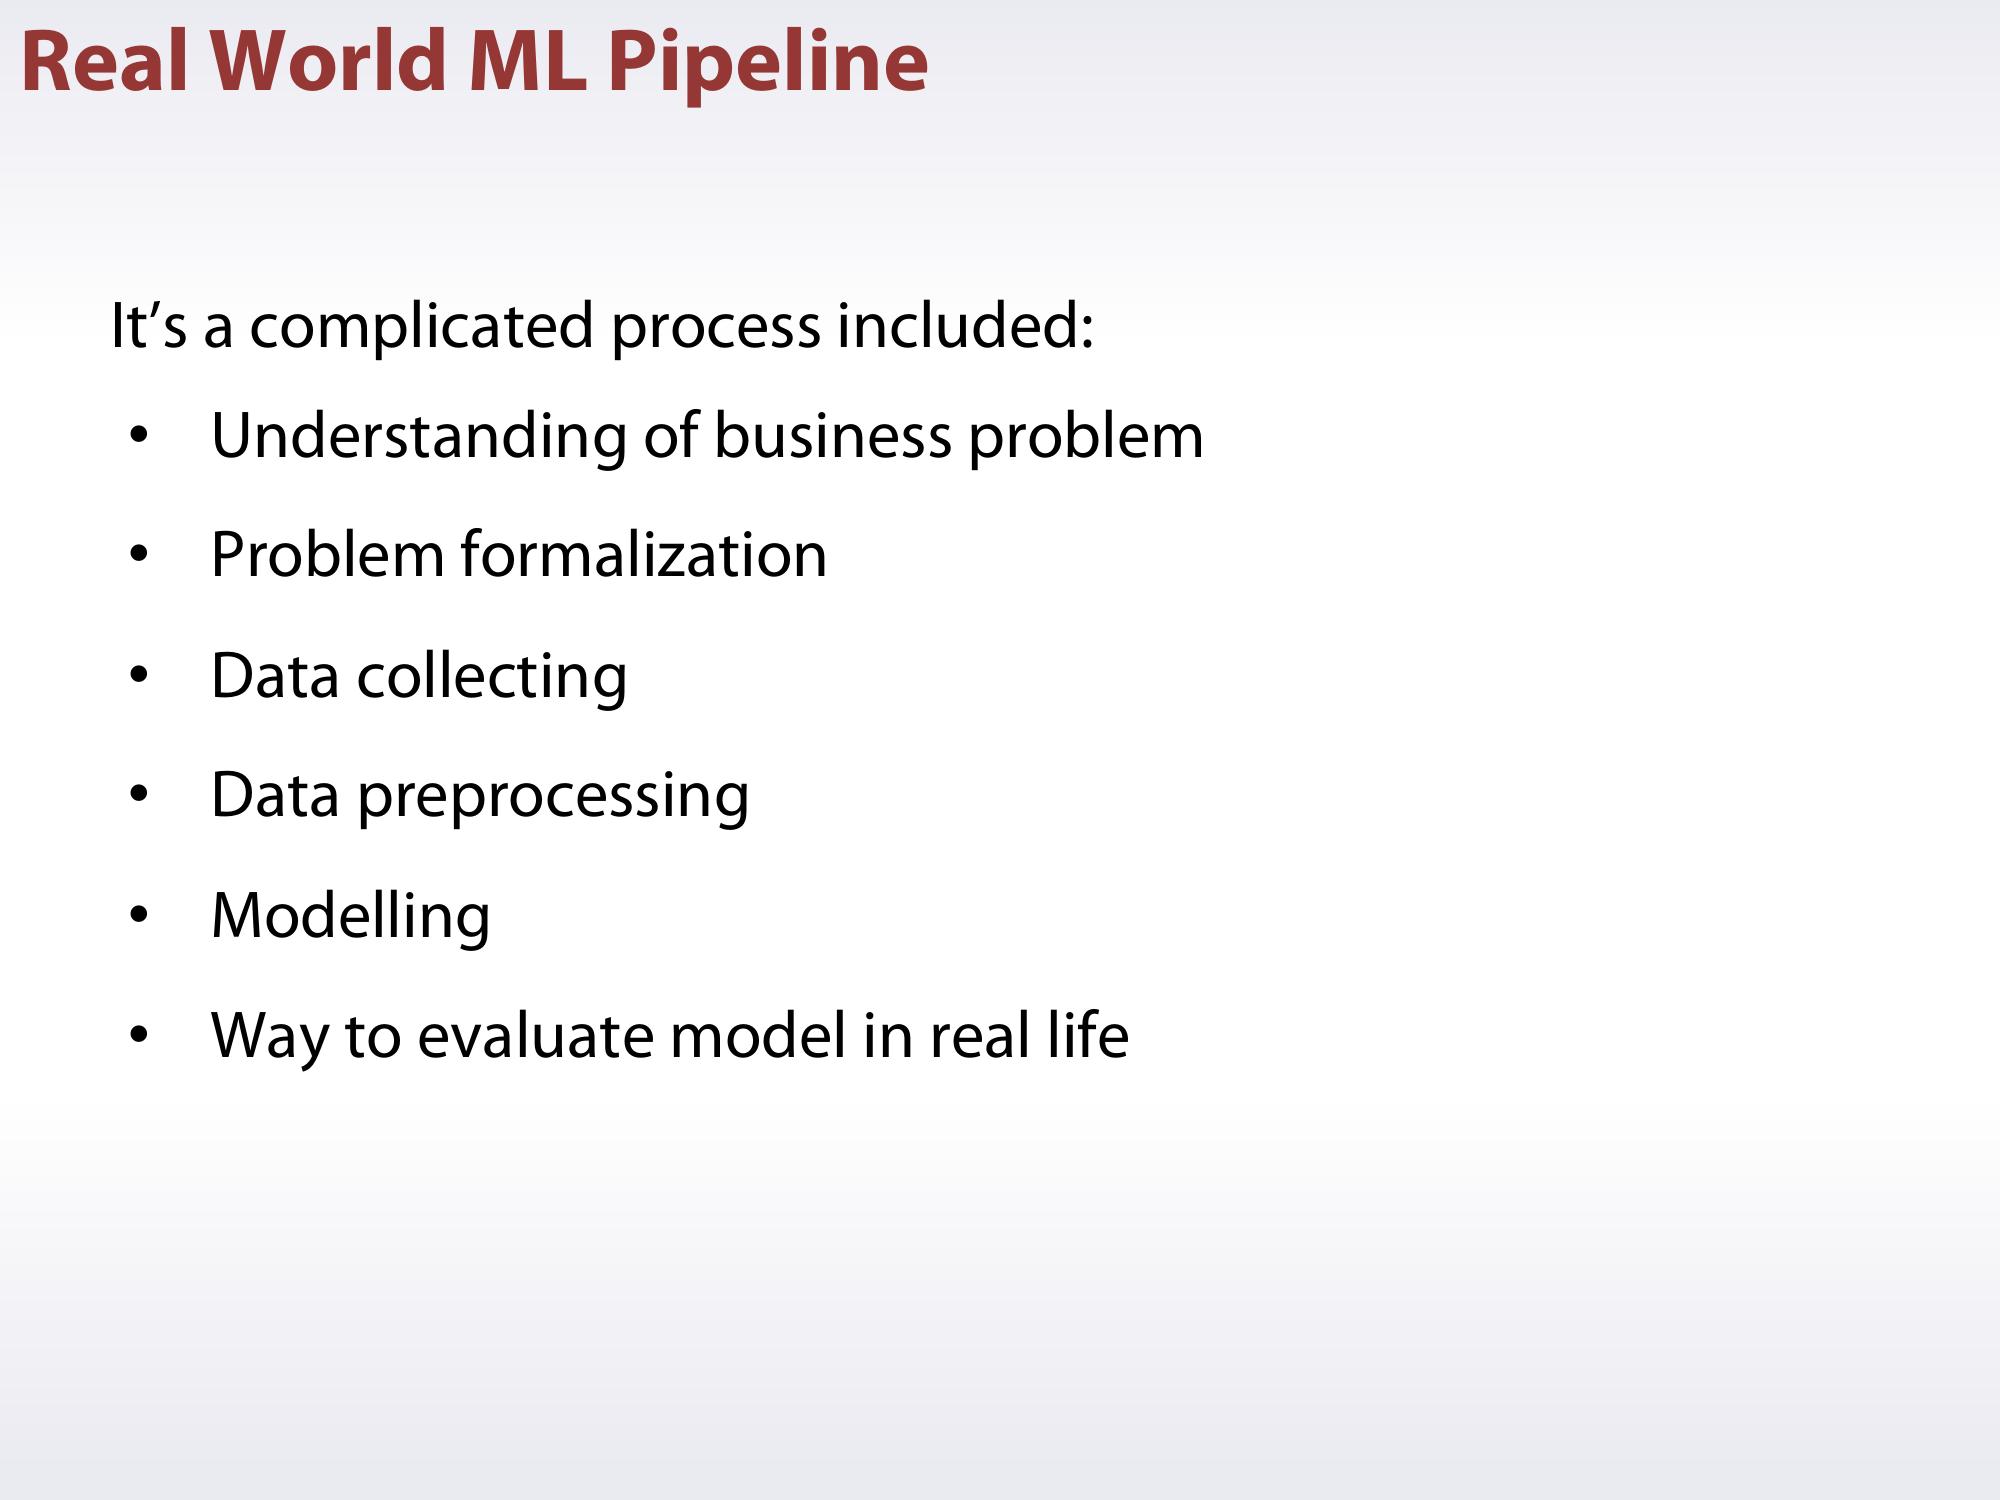 Real World ML Pipeline
It’s a complicated process included:
• Understanding of business problem
• Problem formalization
• Data collecting
• Data preprocessing
• Modelling
• Way to evaluate model in real life